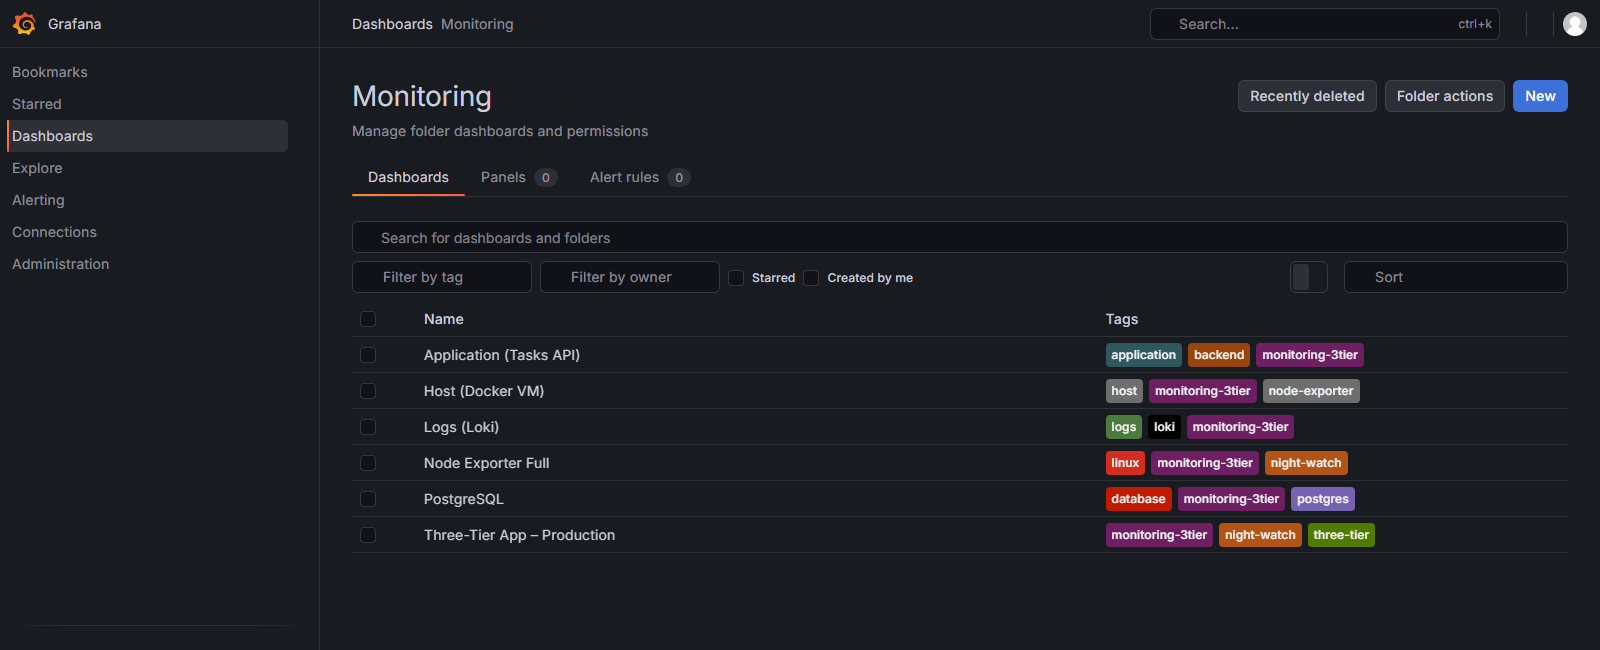 Grafana
Dashboards Monitoring
Search... ctrl+k
Bookmarks
Starred
Dashboards
Explore
Alerting
Connections
Administration
Monitoring
Manage folder dashboards and permissions
Recently deleted Folder actions New
Dashboards Panels 0 Alert rules 0
Search for dashboards and folders
Filter by tag Filter by owner Starred Created by me Sort
Name Tags
Application (Tasks API) application backend monitoring-3tier
Host (Docker VM) host monitoring-3tier node-exporter
Logs (Loki) logs loki monitoring-3tier
Node Exporter Full linux monitoring-3tier night-watch
PostgreSQL database monitoring-3tier postgres
Three-Tier App – Production monitoring-3tier night-watch three-tier